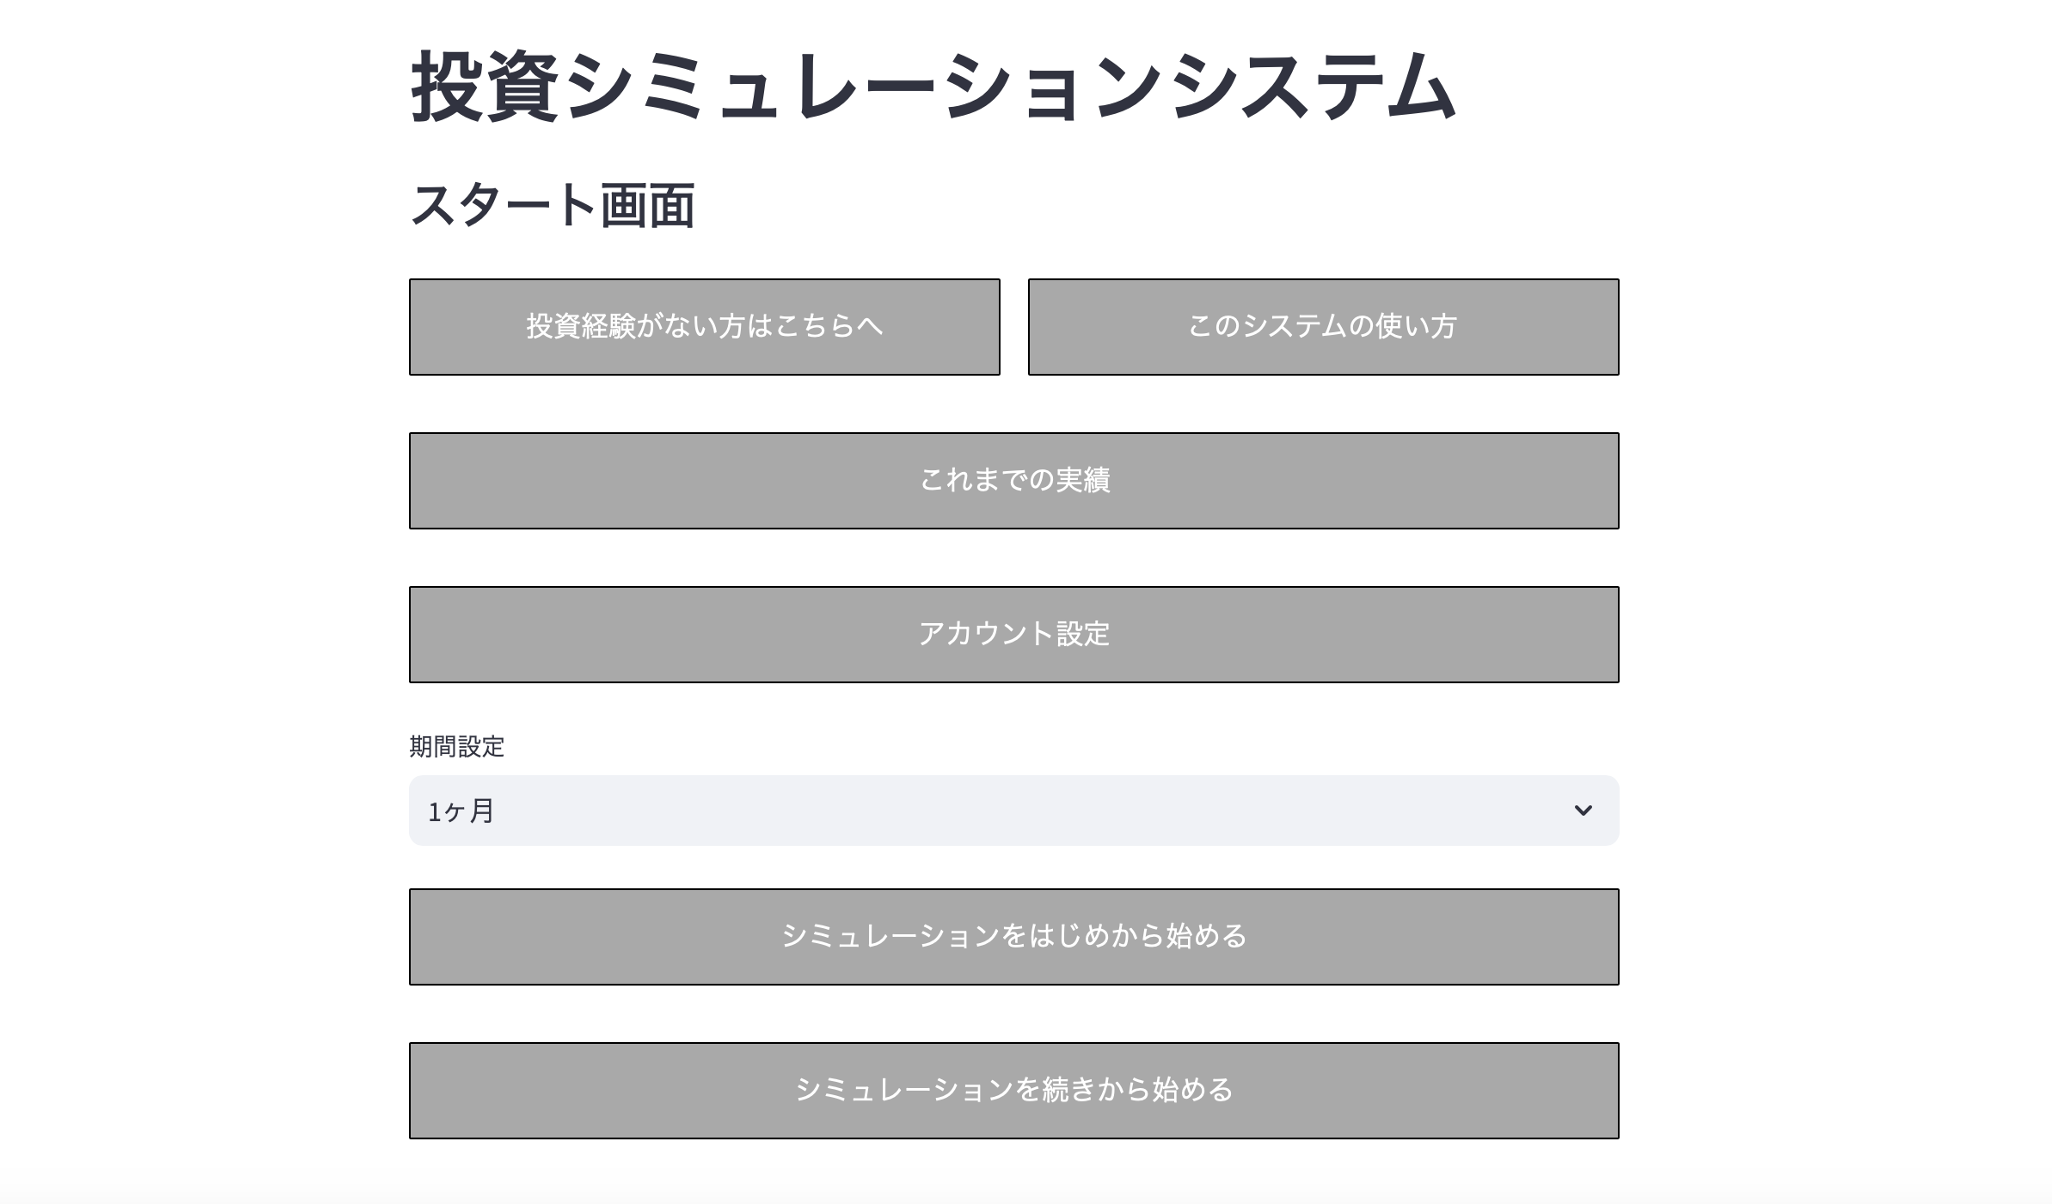 投資シミュレーションシステム
スタート画面
投資経験がない方はこちらへ
このシステムの使い方
これまでの実績
アカウント設定
期間設定
1ヶ月
シミュレーションをはじめから始める
シミュレーションを続きから始める